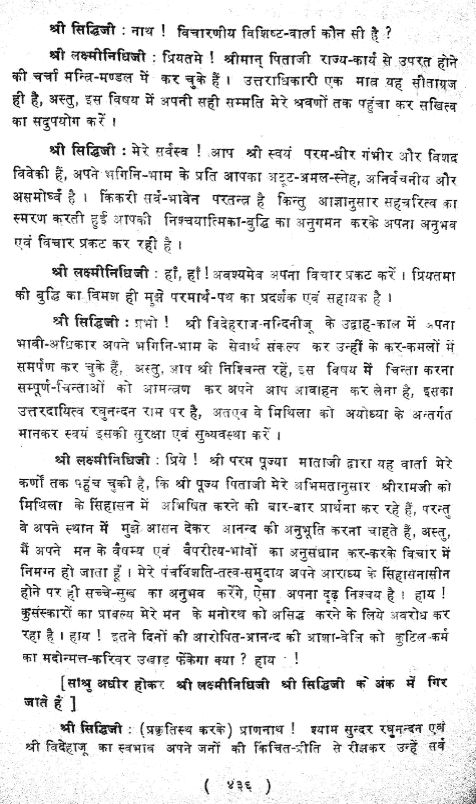 श्री सिद्धिजी : नाथ ! विचारणीय विशिष्ट-वार्ता कौन सी है ?
श्री लक्ष्मीनिधिजी : प्रियतमे ! श्रीमान् पिताजी राज्य-कार्य से उपरत होने
की चर्चा मन्त्रि-मण्डल में कर चुके हैं । उत्तराधिकारी एक मात्र यह सीताग्रज
ही है, अस्तु, इस विषय में अपनी सही सम्मति मेरे श्रवणों तक पहुंचा कर सखित्व
का सदुपयोग करें ।
श्री सिद्धिजी : मेरे सर्वस्व ! आप श्री स्वयं परम-धीर गंभीर और विशद
विवेकी हैं, अपने भगिनि-भाम के प्रति आपका अटूट-अमल-स्नेह, अनिर्वचनीय और
असमोर्ध्व है । किंकरी सर्व-भावेन परतन्त्र है किन्तु आज्ञानुसार सहचरित्व का
स्मरण करती हुई आपकी निश्चयात्मिका-बुद्धि का अनुगमन करके अपना अनुभव
एवं विचार प्रकट कर रही है ।
श्री लक्ष्मीनिधिजी : हाँ, हाँ ! अवश्यमेव अपना विचार प्रकट करें । प्रियतमा
की बुद्धि का विमर्श ही मुझे परमार्थ-पथ का प्रदर्शक एवं सहायक है ।
श्री सिद्धिजी : प्रभो ! श्री विदेहराज-नन्दिनीजू के उद्वाह-काल में अपना
भावी-अधिकार अपने भगिनि-भाम के सेवार्थ संकल्प कर उन्हीं के कर-कमलों में
समर्पण कर चुके हैं, अस्तु, आप श्री निश्चिन्त रहें, इस विषय में चिन्ता करना
सम्पूर्ण-चिन्ताओं को आमन्त्रण कर अपने आप आवाहन कर लेना है, इसका
उत्तरदायित्व रघुनन्दन राम पर है, अतएव वे मिथिला को अयोध्या के अन्तर्गत
मानकर स्वयं इसकी सुरक्षा एवं सुव्यवस्था करें ।
श्री लक्ष्मीनिधिजी : प्रिये ! श्री परम पूज्या माताजी द्वारा यह वार्ता मेरे
कर्णों तक पहुंच चुकी है, कि श्री पूज्य पिताजी मेरे अभिमतानुसार श्रीरामजी को
मिथिला के सिंहासन में अभिषित करने की बार-बार प्रार्थना कर रहे हैं, परन्तु
वे अपने स्थान में मुझे आसन देकर आनन्द की अनुभूति करना चाहते हैं, अस्तु,
मैं अपने मन के वैषम्य एवं वैपरीत्य-भावों का अनुसंधान कर-करके विचार में
निमग्न हो जाता हूँ । मेरे पंचविंशति-तत्व-समुदाय अपने आराध्य के सिंहासनासीन
होने पर ही सच्चे-सुख का अनुभव करेंगे, ऐसा अपना दृढ़ निश्चय है । हाय !
कुसंस्कारों का प्राबल्य मेरे मन के मनोरथ को असिद्ध करने के लिये अवरोध कर
रहा है । हाय ! इतने दिनों की आरोपित-आनन्द की आशा-बेलि को कुटिल-कर्म
का मदोन्मत्त-करिवर उखाड़ फेंकेगा क्या ? हाय !
[साश्रु अधीर होकर श्री लक्ष्मीनिधिजी श्री सिद्धिजी के अंक में गिर
जाते हैं ]
श्री सिद्धिजी : (प्रकृतिस्थ करके) प्राणनाथ ! श्याम सुन्दर रघुनन्दन एवं
श्री विदेहाजू का स्वभाव अपने जनों की किंचित-प्रीति से रीझकर उन्हें सर्व
( ४३६ )